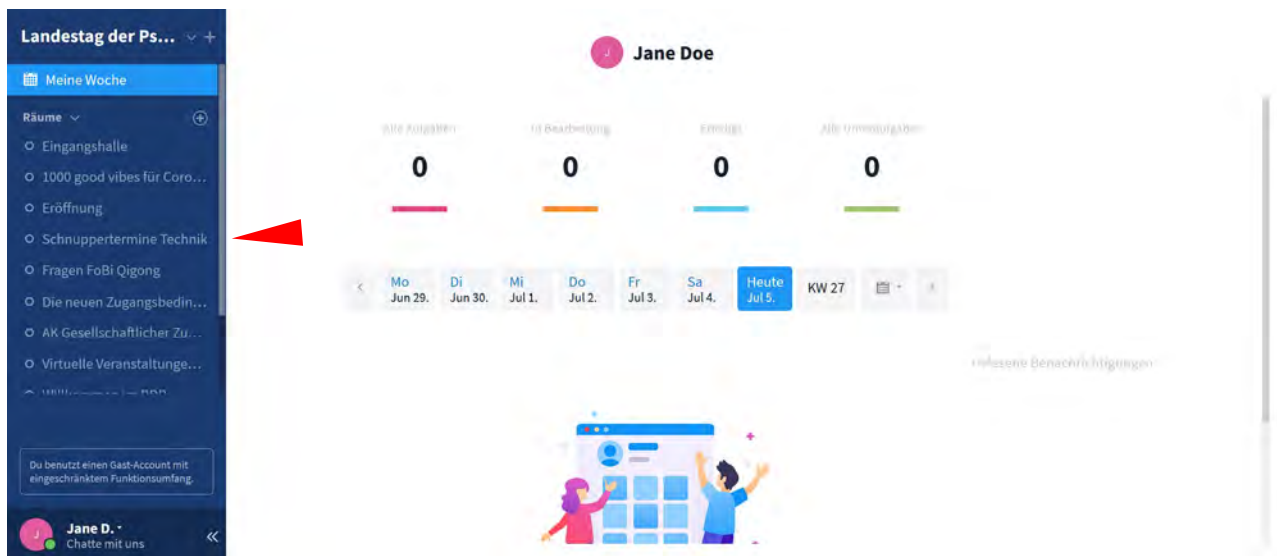 Landestag der Ps...
Meine Woche
Räume
Eingangshalle
1000 good vibes für Coro...
Eröffnung
Schnuppertermine Technik
Fragen FoBi Qigong
Die neuen Zugangsbedin...
AK Gesellschaftlicher Zu...
Virtuelle Veranstaltunge...
Du benutzt einen Gast-Account mit
eingeschränktem Funktionsumfang.
J
Jane D.
Chatte mit uns
J
Jane Doe
Alle Aufgaben In Bearbeitung Erledigt
0 0 0 0
Mo Di Mi Do Fr Sa Heute
Jun 29. Jun 30. Jul 1. Jul 2. Jul 3. Jul 4. Jul 5. KW 27
Benachrichtigungen